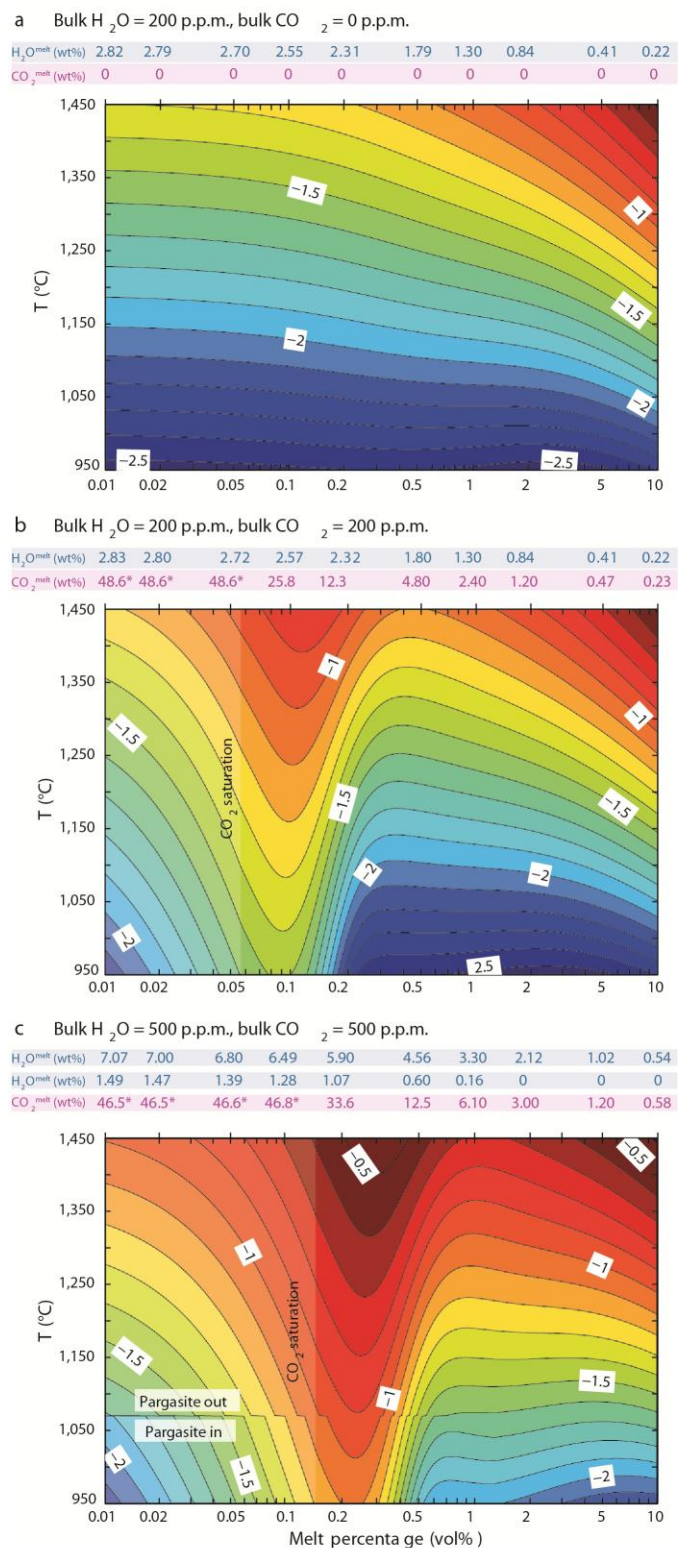 a Bulk H2O = 200 p.p.m., bulk CO2 = 0 p.p.m.
H2Omelt (wt%) 2.82 2.79 2.70 2.55 2.31 1.79 1.30 0.84 0.41 0.22
CO2melt (wt%) 0 0 0 0 0 0 0 0 0 0
1,450
1,350
1,250
1,150
1,050
950
T (°C)
−1.5
−1
−1.5
−2
−2
−2.5
−2.5
0.01 0.02 0.05 0.1 0.2 0.5 1 2 5 10
b Bulk H2O = 200 p.p.m., bulk CO2 = 200 p.p.m.
H2Omelt (wt%) 2.83 2.80 2.72 2.57 2.32 1.80 1.30 0.84 0.41 0.22
CO2melt (wt%) 48.6* 48.6* 48.6* 25.8 12.3 4.80 2.40 1.20 0.47 0.23
1,450
1,350
1,250
1,150
1,050
950
T (°C)
−1
−1
−1.5
CO2 saturation
−1.5
−1.5
−2
−2
−2
2.5
0.01 0.02 0.05 0.1 0.2 0.5 1 2 5 10
c Bulk H2O = 500 p.p.m., bulk CO2 = 500 p.p.m.
H2Omelt (wt%) 7.07 7.00 6.80 6.49 5.90 4.56 3.30 2.12 1.02 0.54
H2Omelt (wt%) 1.49 1.47 1.39 1.28 1.07 0.60 0.16 0 0 0
CO2melt (wt%) 46.5* 46.5* 46.6* 46.8* 33.6 12.5 6.10 3.00 1.20 0.58
1,450
1,350
1,250
1,150
1,050
950
T (°C)
−0.5
−0.5
−1
−1
CO2 saturation
−1.5
−1
−1.5
Pargasite out
Pargasite in
−2
−1.5
−2
0.01 0.02 0.05 0.1 0.2 0.5 1 2 5 10
Melt percenta ge (vol% )